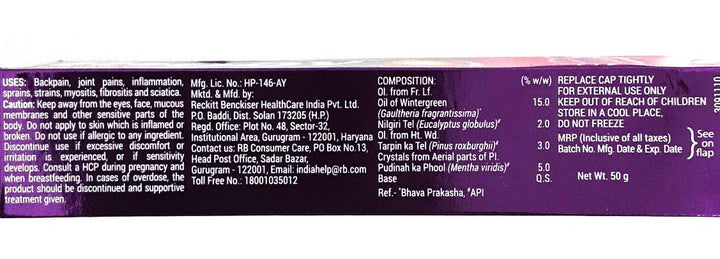 USES: Backpain, joint pains, inflammation,
sprains, strains, myositis, fibrositis and sciatica.
Caution: Keep away from the eyes, face, mucous
membranes and other sensitive parts of the
body. Do not apply to skin which is inflamed or
broken. Do not use if allergic to any ingredient.
Discontinue use if excessive discomfort or
irritation is experienced, or if sensitivity
develops. Consult a HCP during pregnancy and
when breastfeeding. In cases of overdose, the
product should be discontinued and supportive
treatment given.
Mfg. Lic. No.: HP-146-AY
Mktd. & Mfd. by:
Reckitt Benckiser HealthCare India Pvt. Ltd.
P.O. Baddi, Dist. Solan 173205 (H.P.)
Regd. Office: Plot No. 48, Sector-32,
Institutional Area, Gurugram - 122001, Haryana
Contact us: RB Consumer Care, PO Box No.13,
Head Post Office, Sadar Bazar,
Gurugram - 122001, Email: indiahelp@rb.com
Toll Free No.: 18001035012
COMPOSITION: (% w/w)
Ol. from Fr. Lf.
Oil of Wintergreen 15.0
(Gaultheria fragrantissima)*
Nilgiri Tel (Eucalyptus globulus)# 2.0
Ol. from Ht. Wd.
Tarpin ka Tel (Pinus roxburghii)# 3.0
Crystals from Aerial parts of Pl.
Pudinah ka Phool (Mentha viridis)# 5.0
Base Q.S.
Ref.- *Bhava Prakasha, #API
REPLACE CAP TIGHTLY
FOR EXTERNAL USE ONLY
KEEP OUT OF REACH OF CHILDREN
STORE IN A COOL PLACE,
DO NOT FREEZE
MRP (Inclusive of all taxes)
Batch No. Mfg. Date & Exp. Date
See
on
flap
Net Wt. 50 g